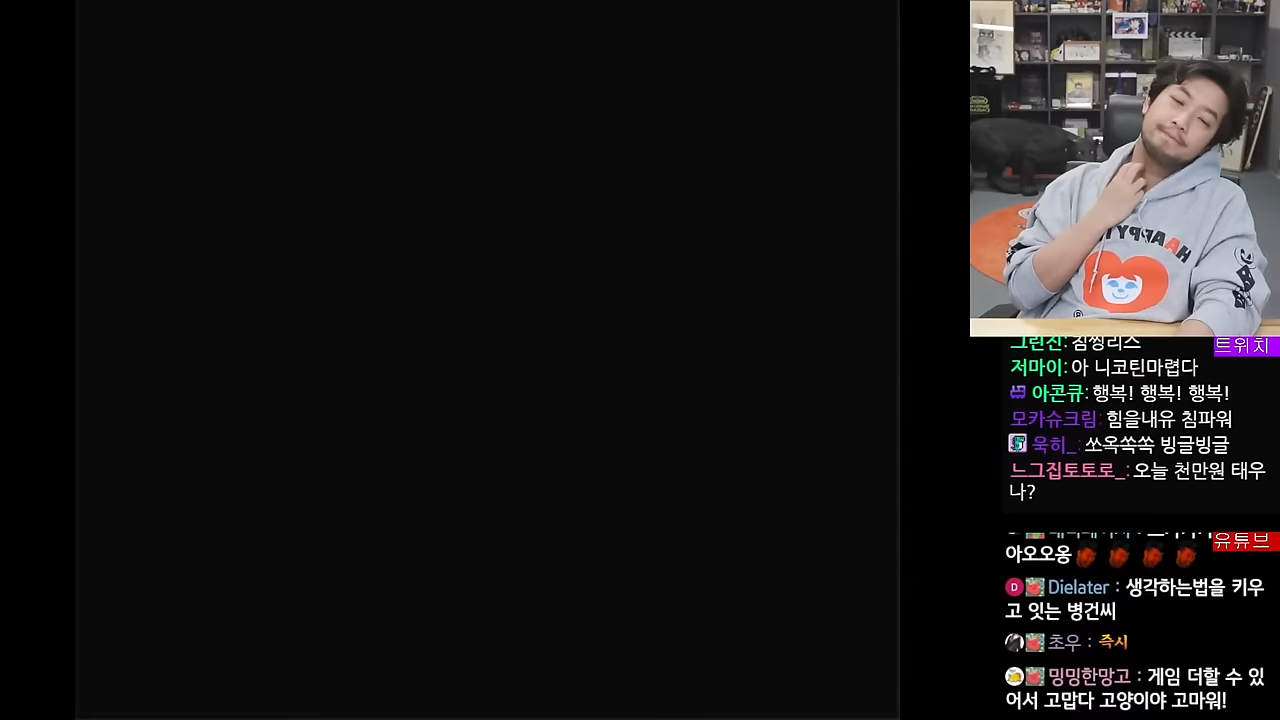 HAAPPY
그린진: 침씽리스
트위치
저마이: 아 니코틴마렵다
아콘큐: 행복! 행복! 행복!
모카슈크림: 힘을내유 침파워
욱히_: 쏘옥쏙쏙 빙글빙글
느그집토토로_: 오늘 천만원 태우
나?
유튜브
아오오옹
D Dielater : 생각하는법을 키우
고 잇는 병건씨
초우 : 즉시
밍밍한망고 : 게임 더할 수 있
어서 고맙다 고양이야 고마워!